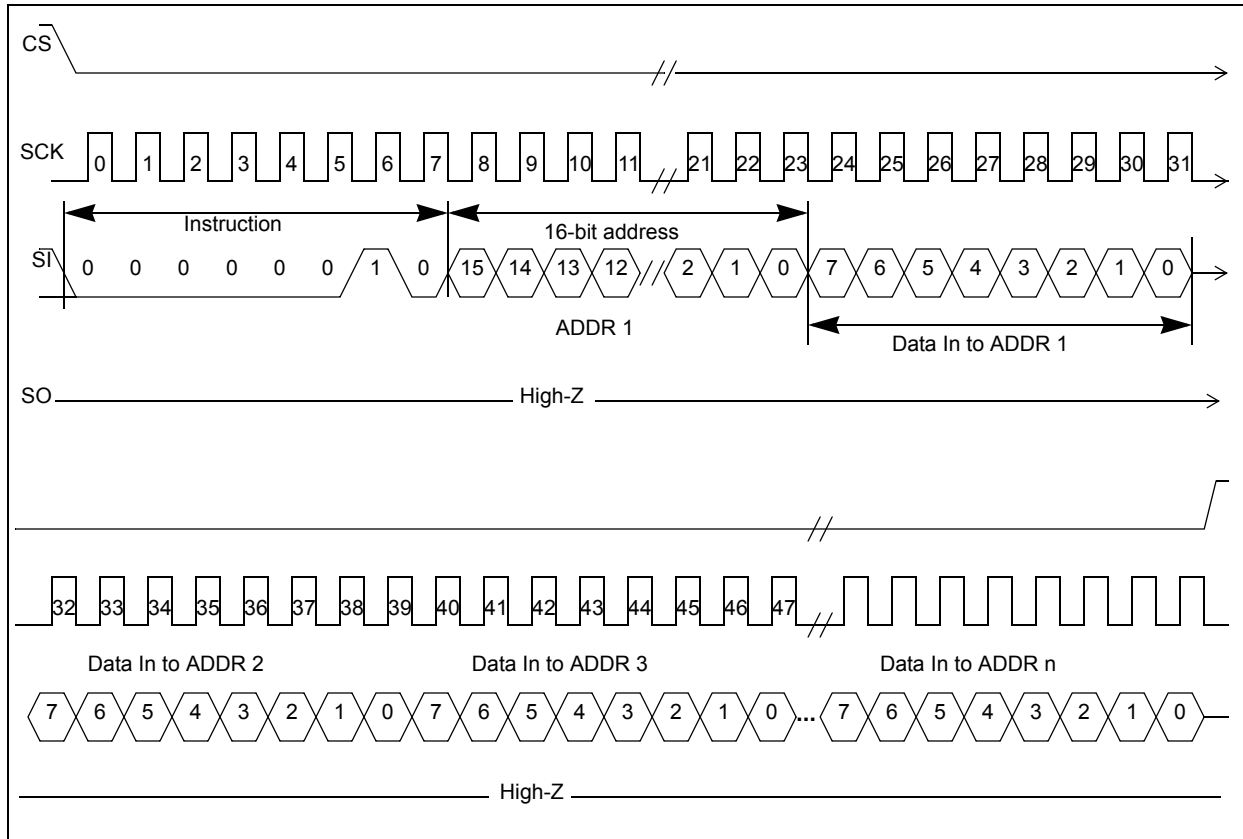 CS
SCK
0 1 2 3 4 5 6 7 8 9 10 11 21 22 23 24 25 26 27 28 29 30 31
Instruction
16-bit address
SI
0 0 0 0 0 0 1 0 15 14 13 12 2 1 0 7 6 5 4 3 2 1 0
ADDR 1
Data In to ADDR 1
SO
High-Z
32 33 34 35 36 37 38 39 40 41 42 43 44 45 46 47
Data In to ADDR 2
Data In to ADDR 3
Data In to ADDR n
7 6 5 4 3 2 1 0 7 6 5 4 3 2 1 0 ... 7 6 5 4 3 2 1 0
High-Z